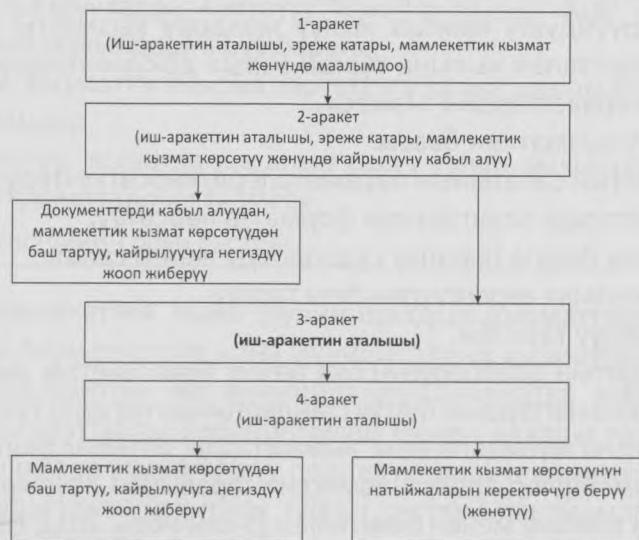 1-аракет
(Иш-аракеттин аталышы, эреже катары, мамлекеттик кызмат
жөнүндө маалымдоо)
2-аракет
(иш-аракеттин аталышы, эреже катары, мамлекеттик
кызмат көрсөтүү жөнүндө кайрылууну кабыл алуу)
Документтерди кабыл алуудан,
мамлекеттик кызмат көрсөтүүдөн
баш тартуу, кайрылуучуга негиздүү
жооп жиберүү
3-аракет
(иш-аракеттин аталышы)
4-аракет
(иш-аракеттин аталышы)
Мамлекеттик кызмат көрсөтүүдөн
баш тартуу, кайрылуучуга негиздүү
жооп жиберүү
Мамлекеттик кызмат көрсөтүүнүн
натыйжаларын керектөөчүгө берүү
(жөнөтүү)